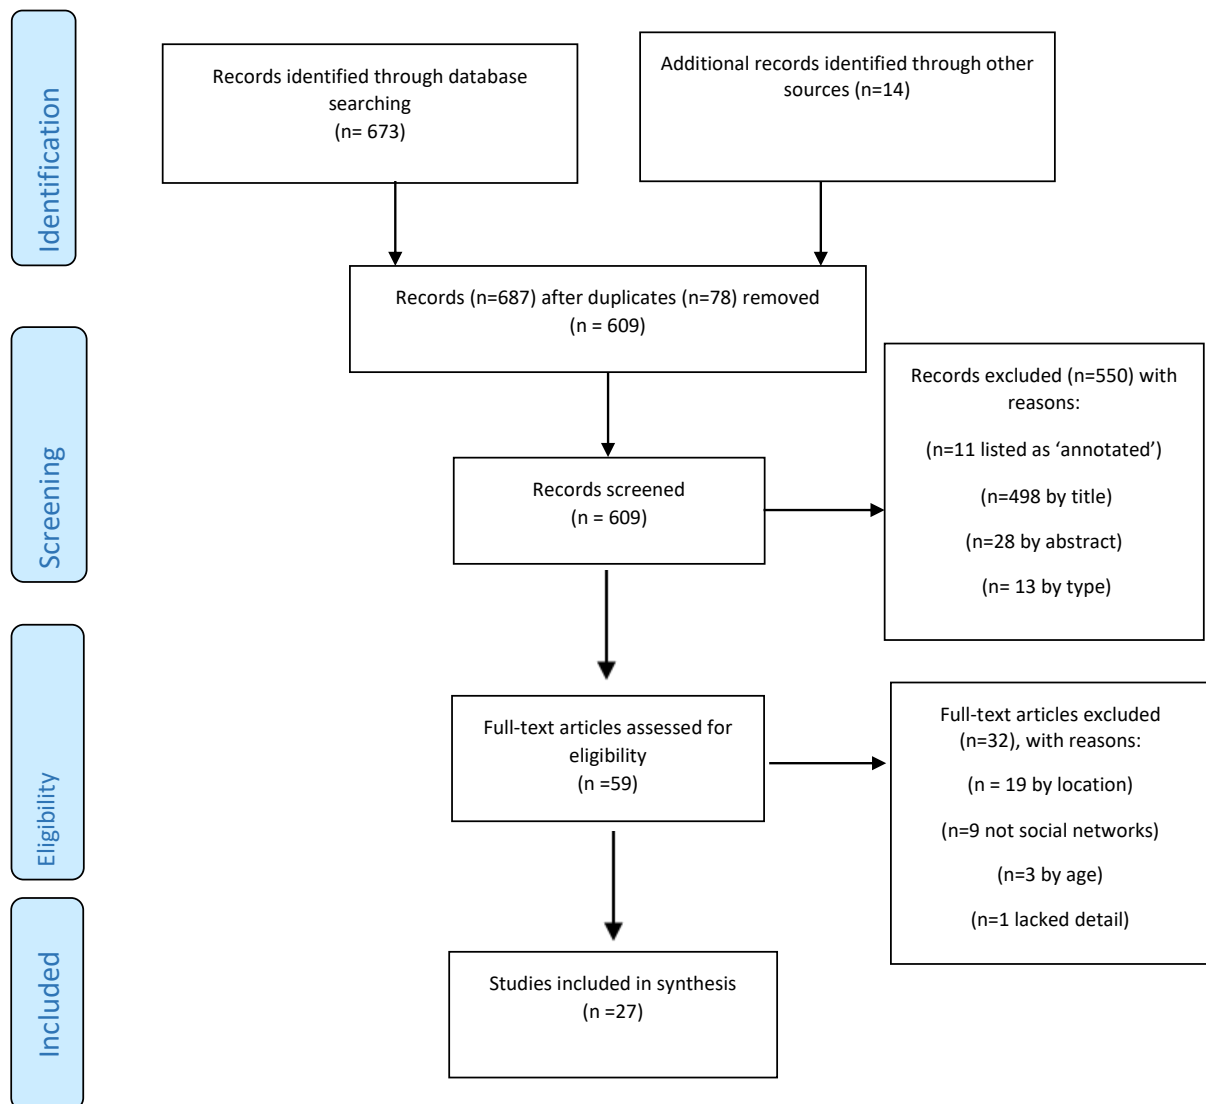 Identification
Records identified through database
searching
(n= 673)
Additional records identified through other
sources (n=14)
Records (n=687) after duplicates (n=78) removed
(n = 609)
Screening
Records screened
(n = 609)
Records excluded (n=550) with
reasons:
(n=11 listed as ‘annotated’)
(n=498 by title)
(n=28 by abstract)
(n= 13 by type)
Eligibility
Full-text articles assessed for
eligibility
(n =59)
Full-text articles excluded
(n=32), with reasons:
(n = 19 by location)
(n=9 not social networks)
(n=3 by age)
(n=1 lacked detail)
Included
Studies included in synthesis
(n =27)